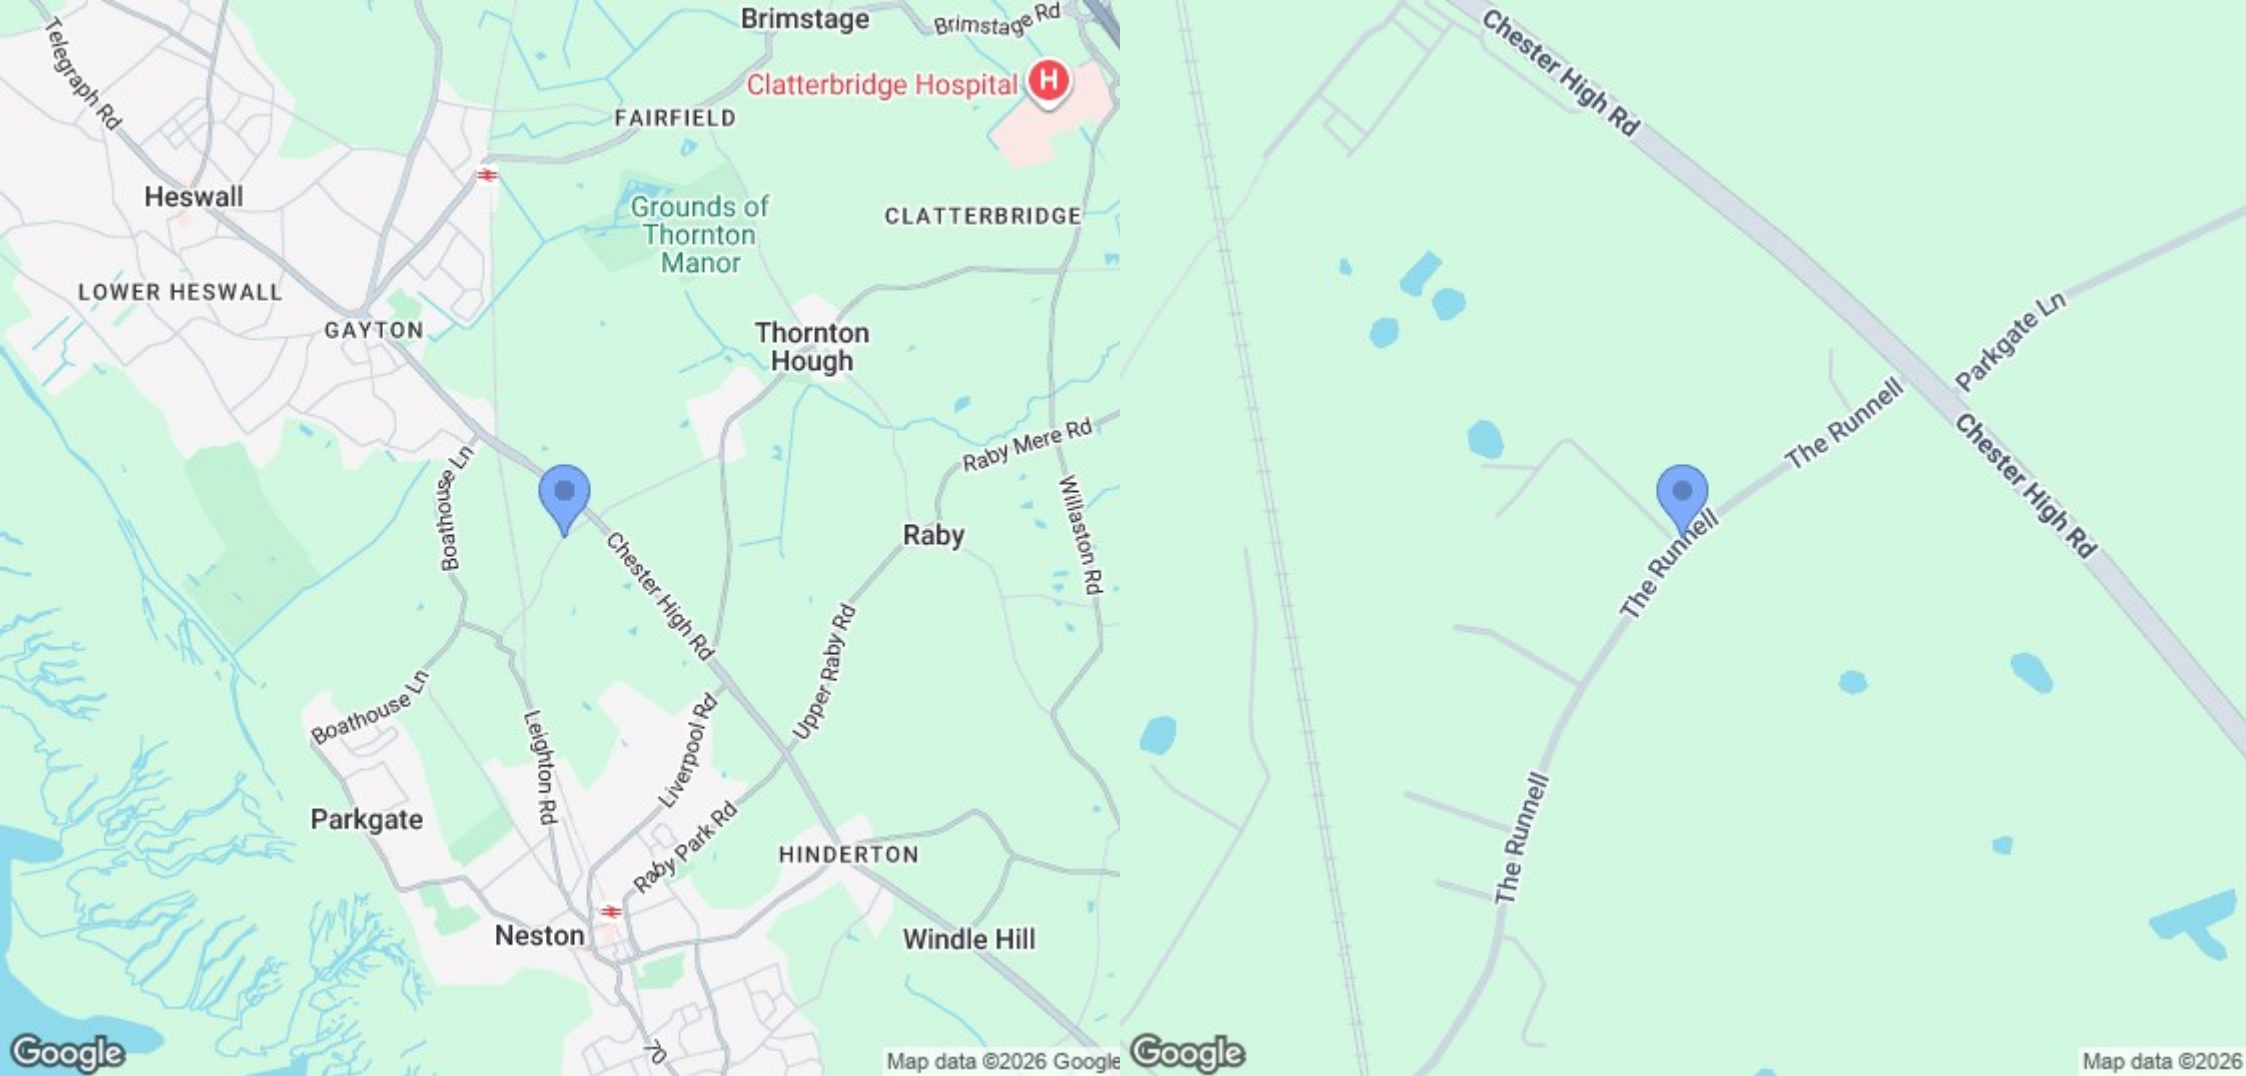 Brimstage
Brimstage Rd
Telegraph Rd
Clatterbridge Hospital
H
FAIRFIELD
Heswall
Grounds of
Thornton
Manor
CLATTERBRIDGE
LOWER HESWALL
GAYTON
Thornton
Hough
Boathouse Ln
Raby Mere Rd
Willaston Rd
Raby
Chester High Rd
Upper Raby Rd
Boathouse Ln
Leighton Rd
Liverpool Rd
Parkgate
Raby Park Rd
HINDERTON
Neston
Windle Hill
70
Google
Map data ©2026 Google
Chester High Rd
Parkgate Ln
The Runnell
Chester High Rd
The Runnell
The Runnell
Google
Map data ©2026